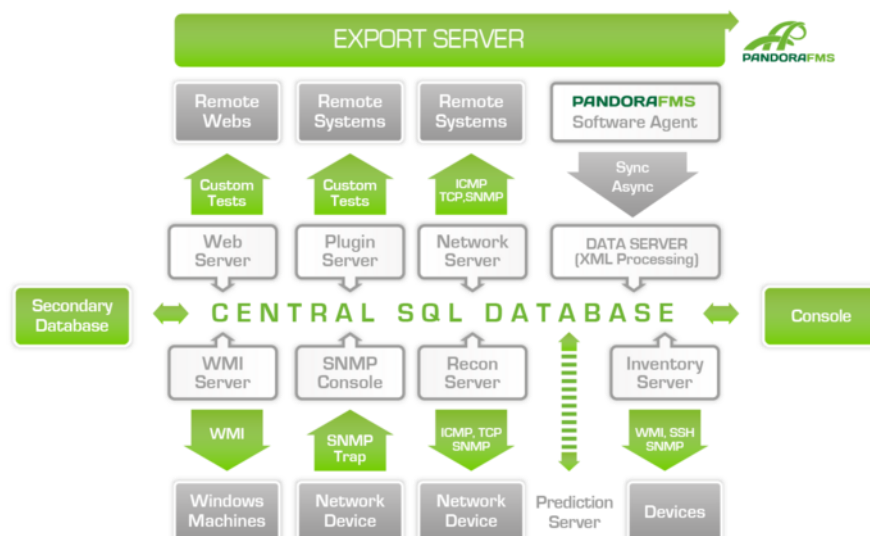 EXPORT SERVER
PANDORAFMS
Remote
Webs
Remote
Systems
Remote
Systems
PANDORAFMS
Software Agent
Custom
Tests
Custom
Tests
ICMP
TCP,SNMP
Sync
Async
Web
Server
Plugin
Server
Network
Server
DATA SERVER
(XML Processing)
Secondary
Database
CENTRAL SQL DATABASE
Console
WMI
Server
SNMP
Console
Recon
Server
Inventory
Server
WMI
SNMP
Trap
ICMP, TCP
SNMP
WMI, SSH
SNMP
Windows
Machines
Network
Device
Network
Device
Prediction
Server
Devices